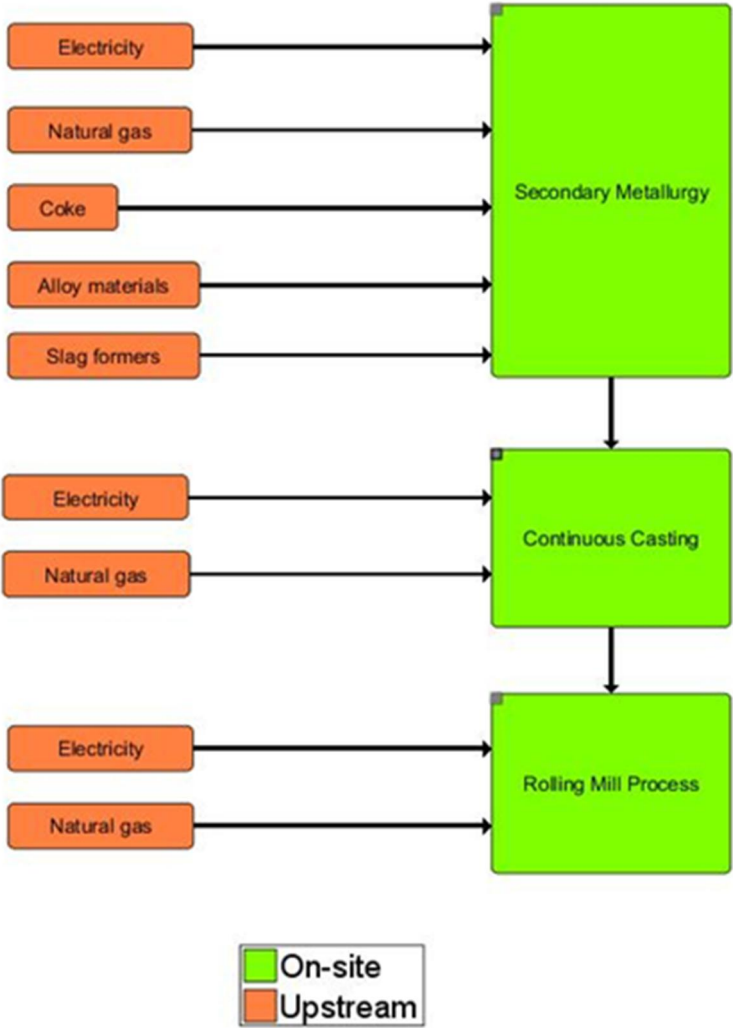 Electricity
Natural gas
Coke
Alloy materials
Slag formers
Secondary Metallurgy
Electricity
Natural gas
Continuous Casting
Electricity
Natural gas
Rolling Mill Process
On-site
Upstream